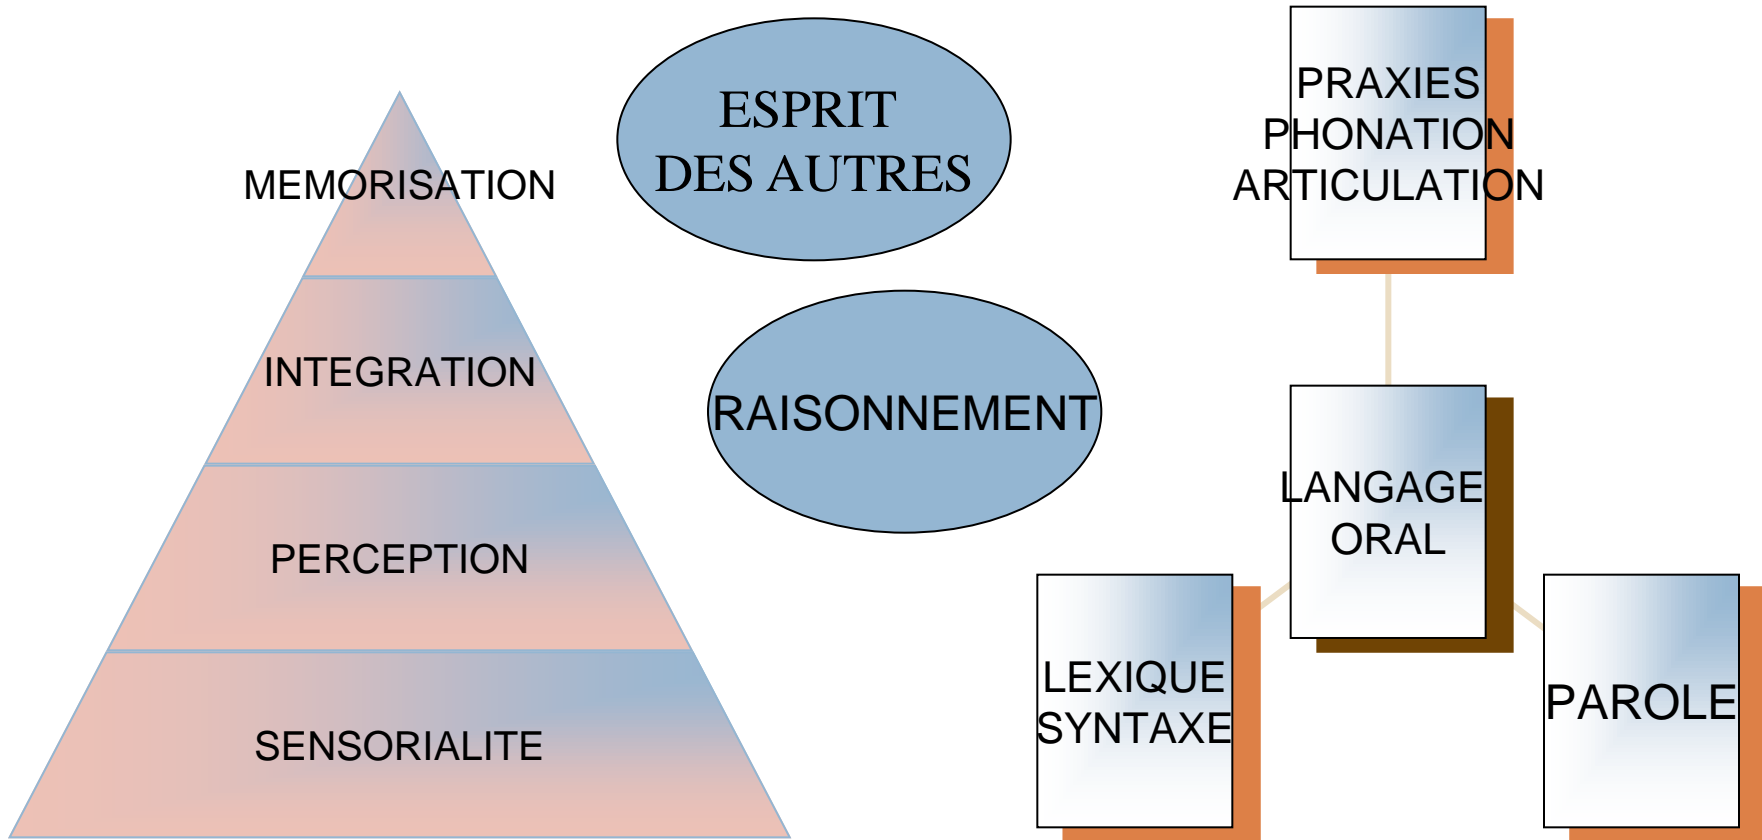 MEMORISATION
INTEGRATION
PERCEPTION
SENSORIALITE
ESPRIT
DES AUTRES
RAISONNEMENT
PRAXIES
PHONATION
ARTICULATION
LANGAGE
ORAL
LEXIQUE
SYNTAXE
PAROLE